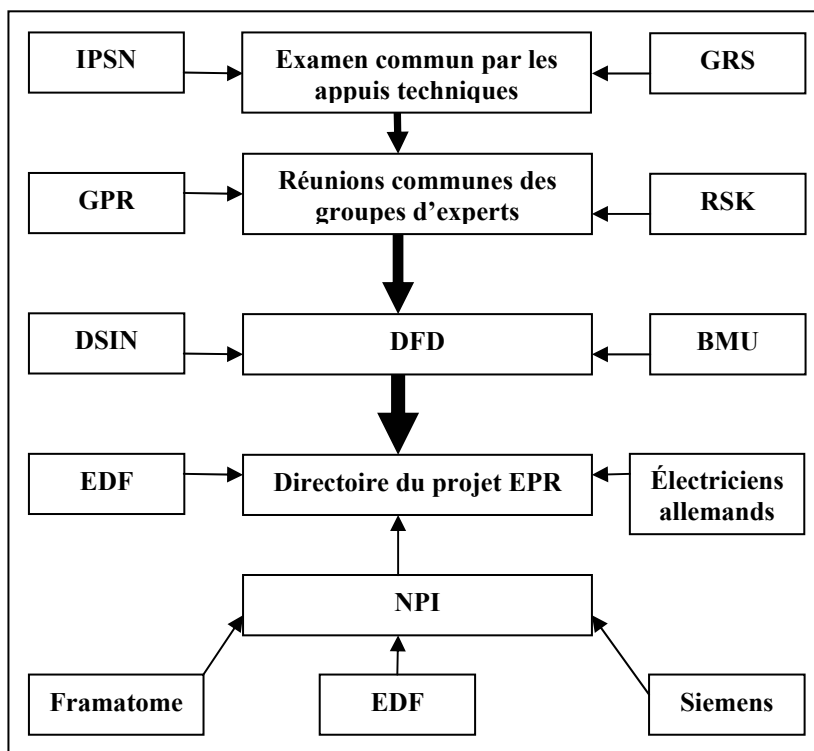 IPSN
Examen commun par les
appuis techniques
GRS
GPR
Réunions communes des
groupes d’experts
RSK
DSIN
DFD
BMU
EDF
Directoire du projet EPR
Électriciens
allemands
NPI
Framatome
EDF
Siemens